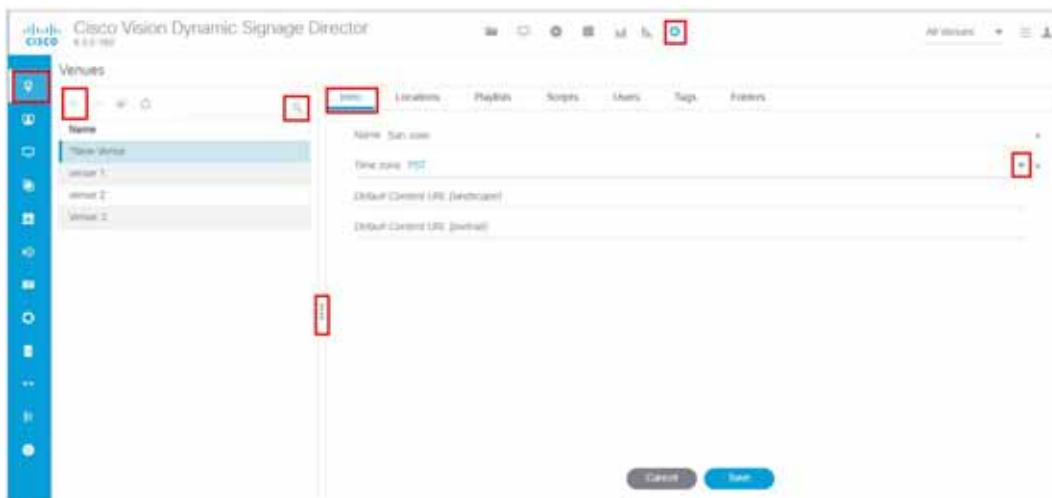 Cisco Vision Dynamic Signage Director
CISCO
All Venues
Venues
Info Locations Playlists Scripts Users Tags Folders
Name
*New Venue
venue 1
venue 2
Venue 3
Name San Jose
Time zone PST
Default Content URL (landscape)
Default Content URL (portrait)
Cancel Save